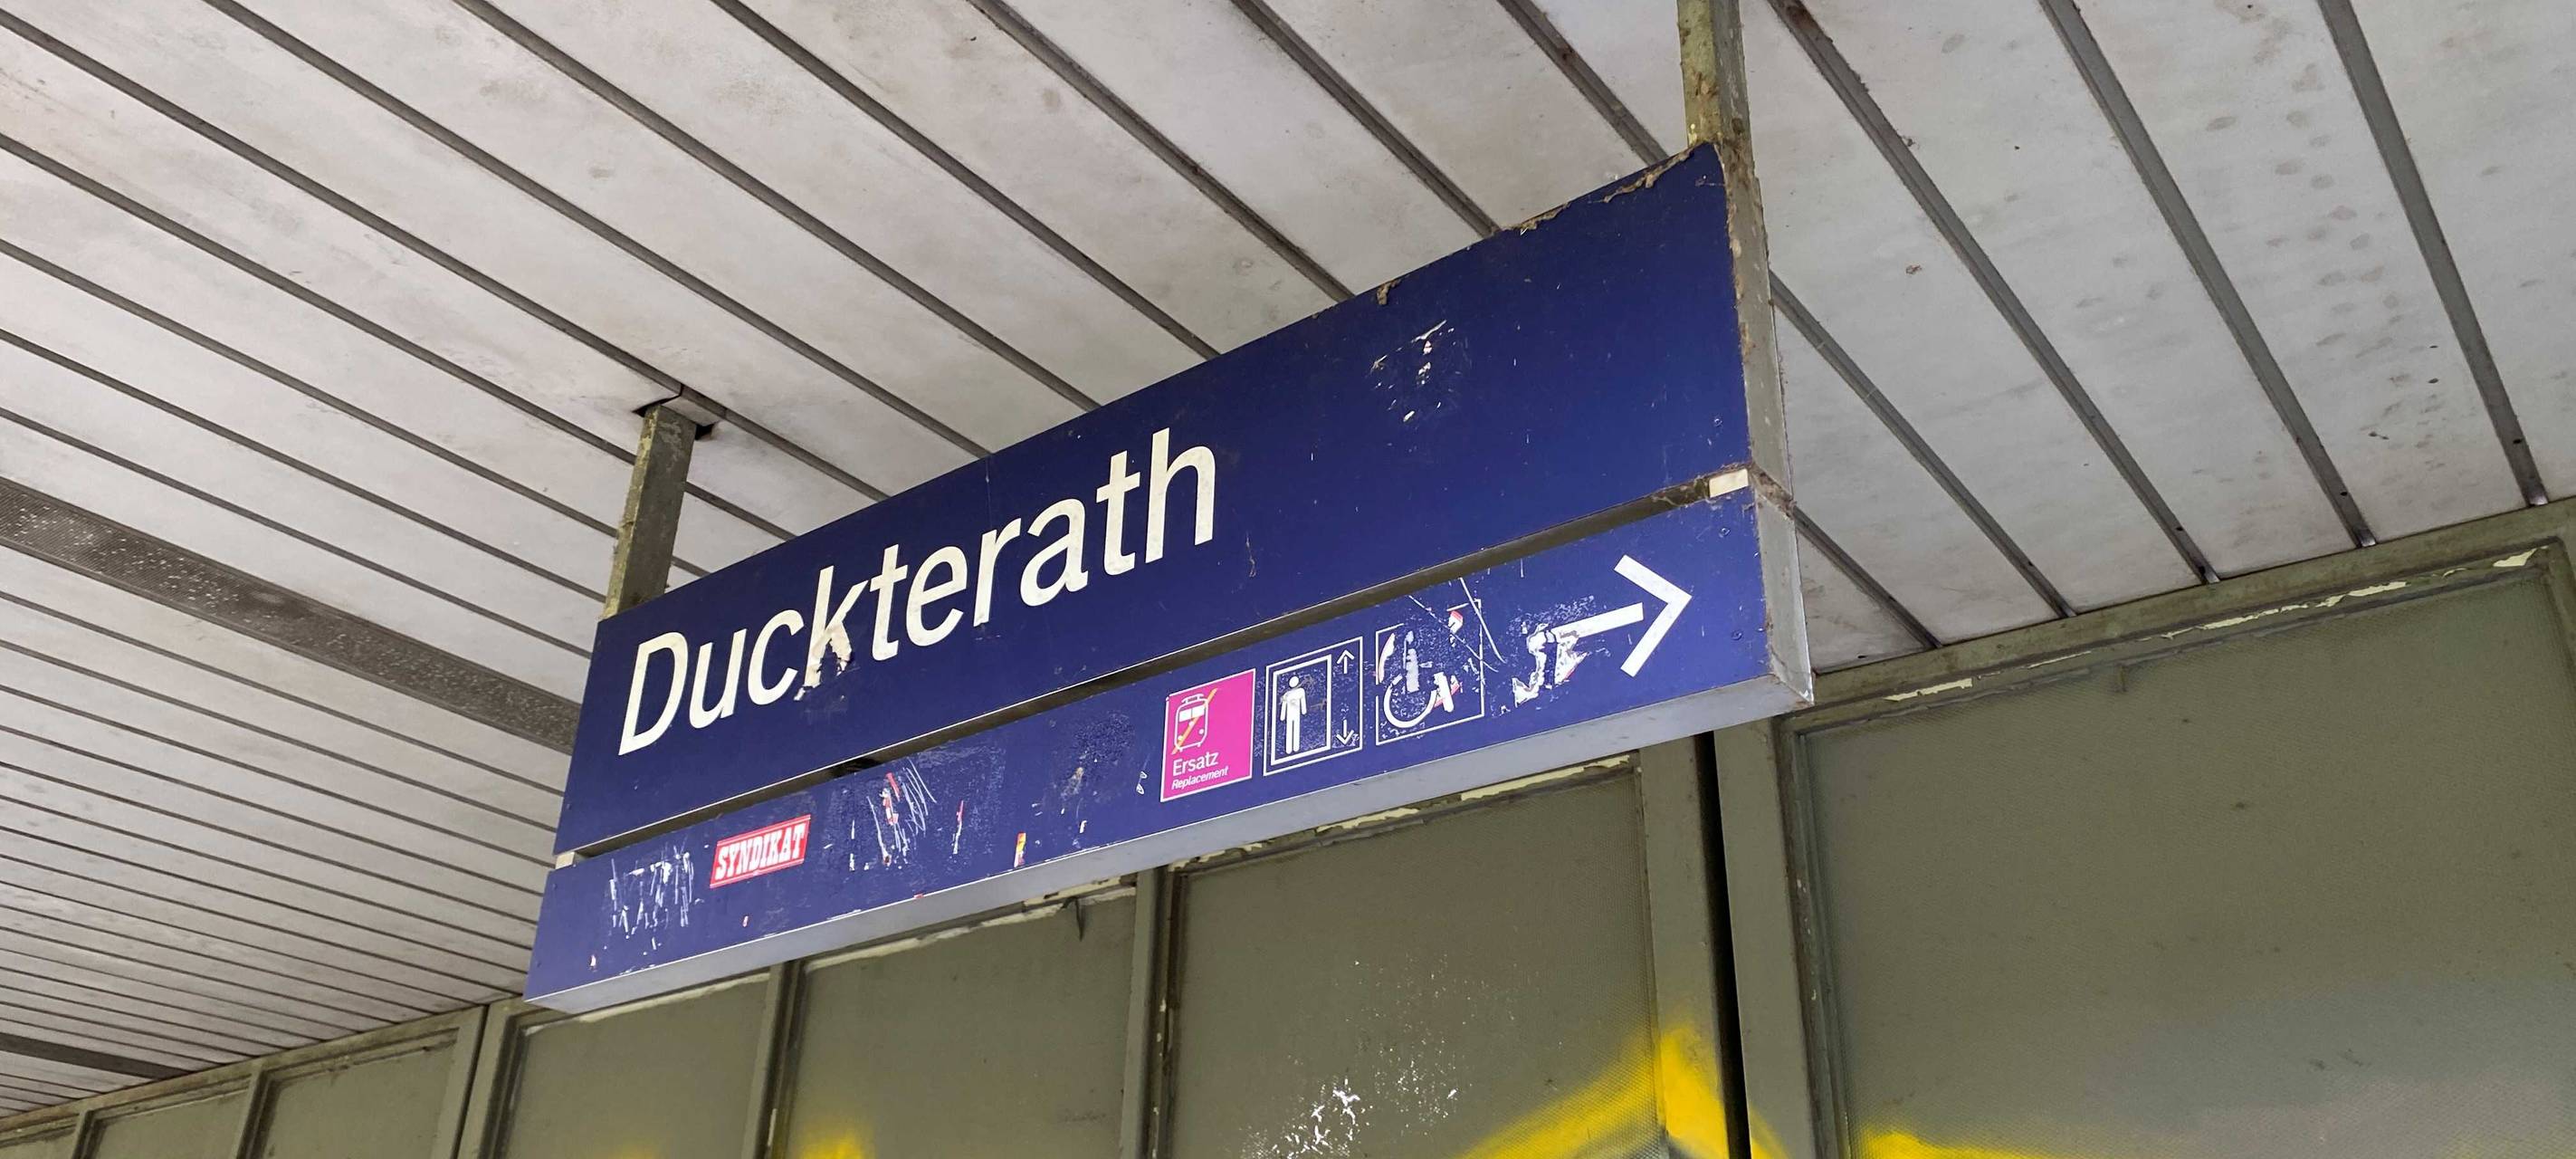 Duckterath
SYNDIKAT
Ersatz
Replacement